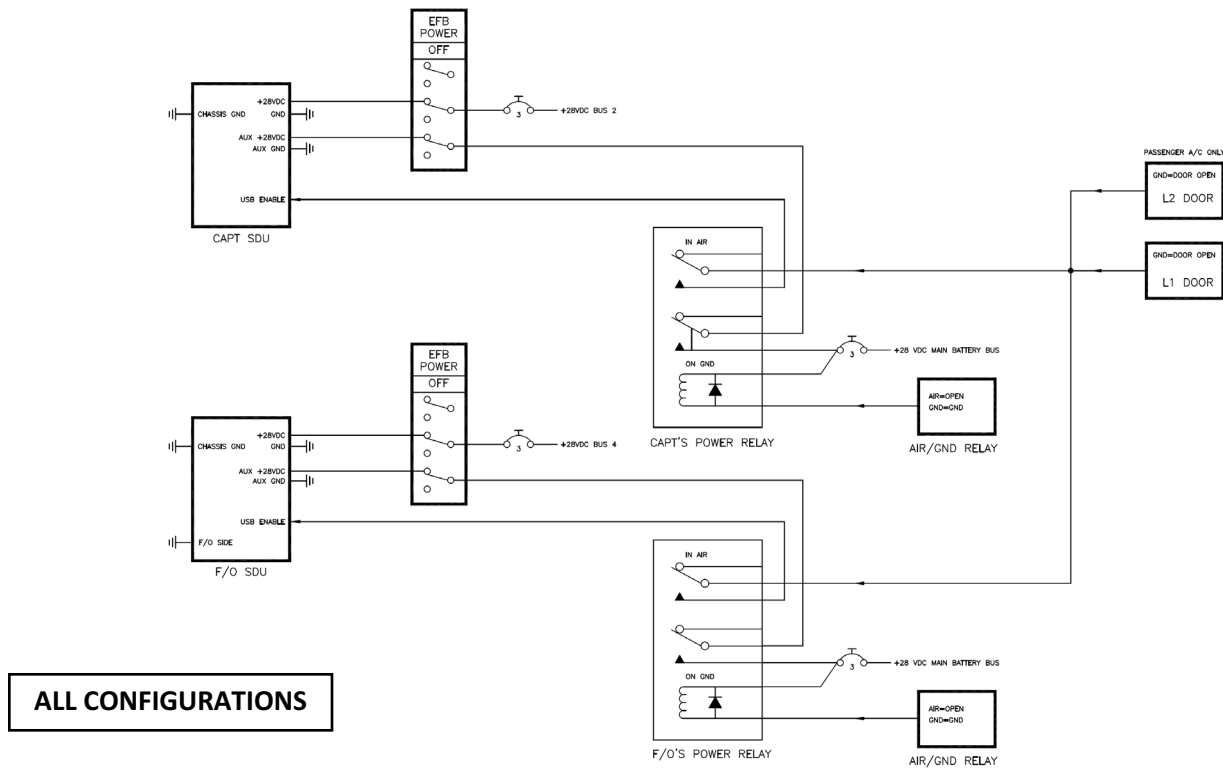 EFB
POWER
OFF
+28VDC
CHASSIS GND
GND
AUX +28VDC
AUX GND
USB ENABLE
CAPT SDU
3
+28VDC BUS 2
PASSENGER A/C ONLY
GND=DOOR OPEN
L2 DOOR
GND=DOOR OPEN
L1 DOOR
IN AIR
ON GND
3
+28 VDC MAIN BATTERY BUS
AIR=OPEN
GND=GND
CAPT'S POWER RELAY
AIR/GND RELAY
EFB
POWER
OFF
+28VDC
CHASSIS GND
GND
AUX +28VDC
AUX GND
USB ENABLE
F/O SIDE
F/O SDU
3
+28VDC BUS 4
IN AIR
ON GND
3
+28 VDC MAIN BATTERY BUS
AIR=OPEN
GND=GND
F/O'S POWER RELAY
AIR/GND RELAY
ALL CONFIGURATIONS